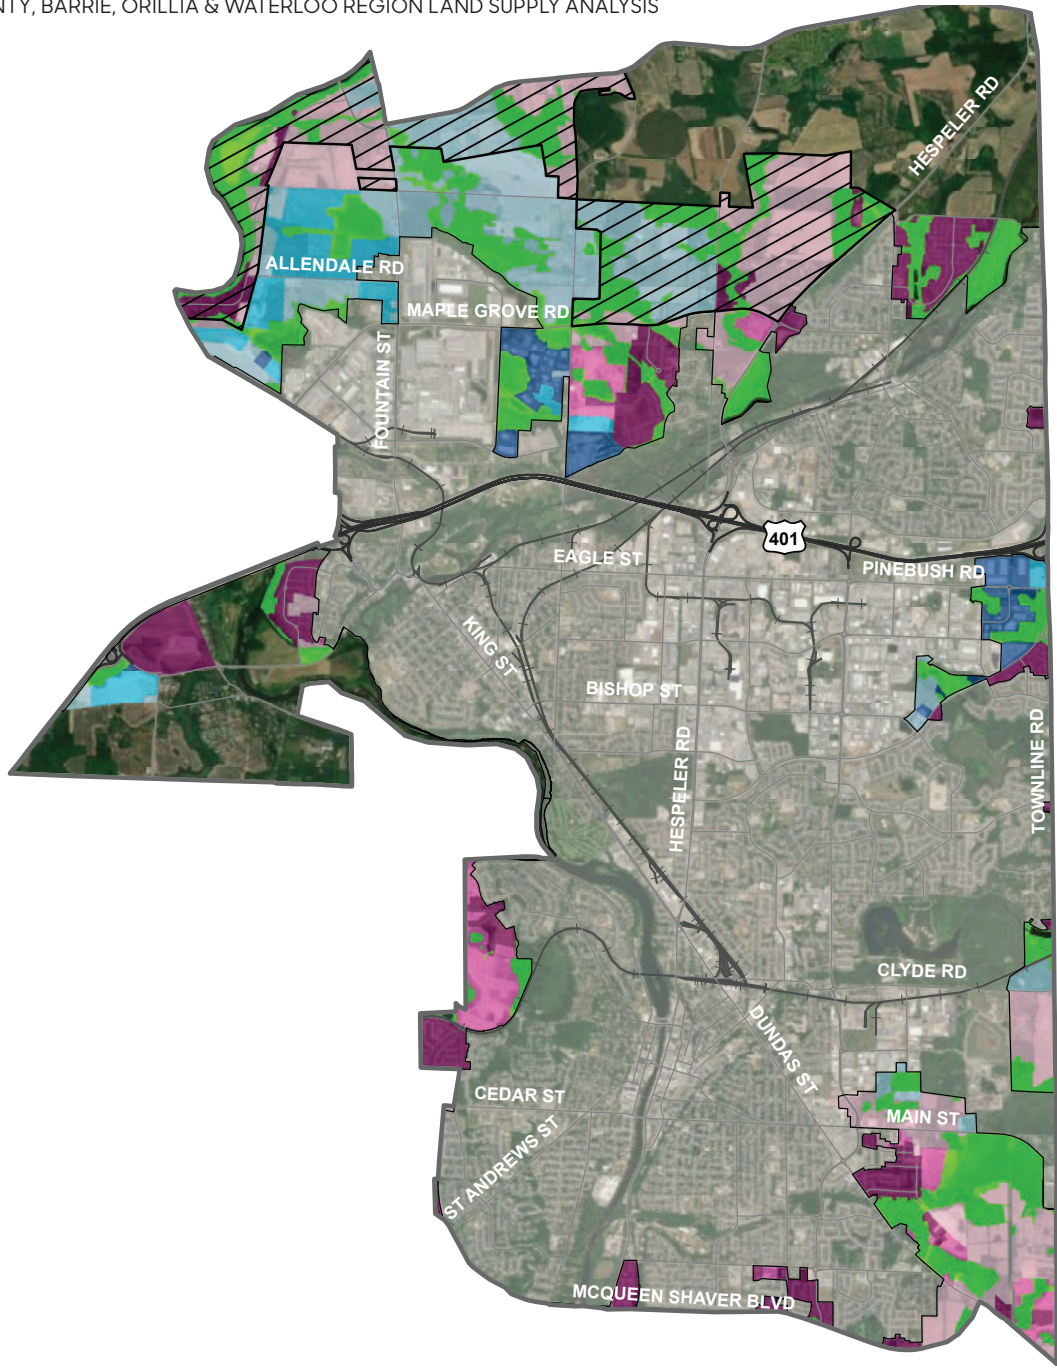 NTY, BARRIE, ORILLIA & WATERLOO REGION LAND SUPPLY ANALYSIS
HESPELER RD
ALLENDALE RD
MAPLE GROVE RD
FOUNTAIN ST
401
EAGLE ST
PINEBUSH RD
KING ST
BISHOP ST
HESPELER RD
TOWNLINE RD
CLYDE RD
DUNDAS ST
CEDAR ST
MAIN ST
ST ANDREWS ST
MCQUEEN SHAVER BLVD